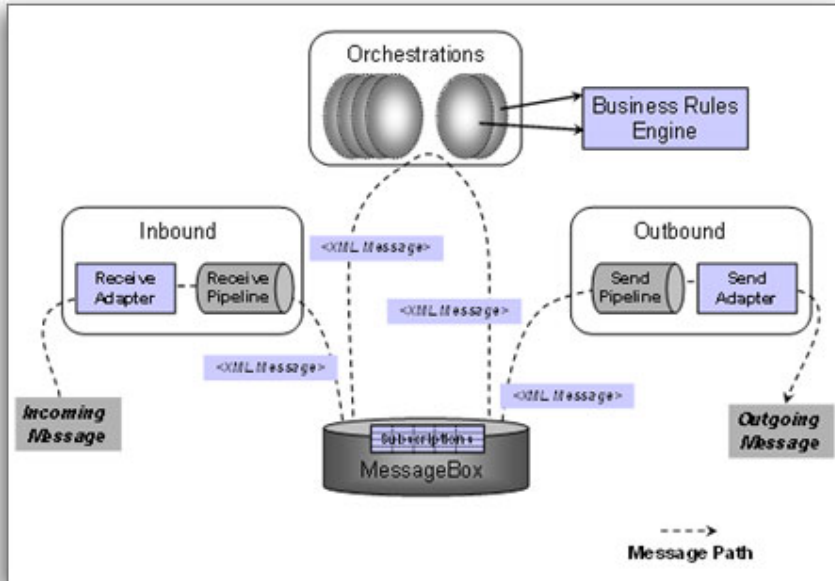 Orchestrations
Business Rules
Engine
Inbound
Receive
Adapter
Receive
Pipeline
Outbound
Send
Pipeline
Send
Adapter
<XML Message>
<XML Message>
<XML Message>
<XML Message>
Incoming
Message
Subscriptions
MessageBox
Outgoing
Message
Message Path